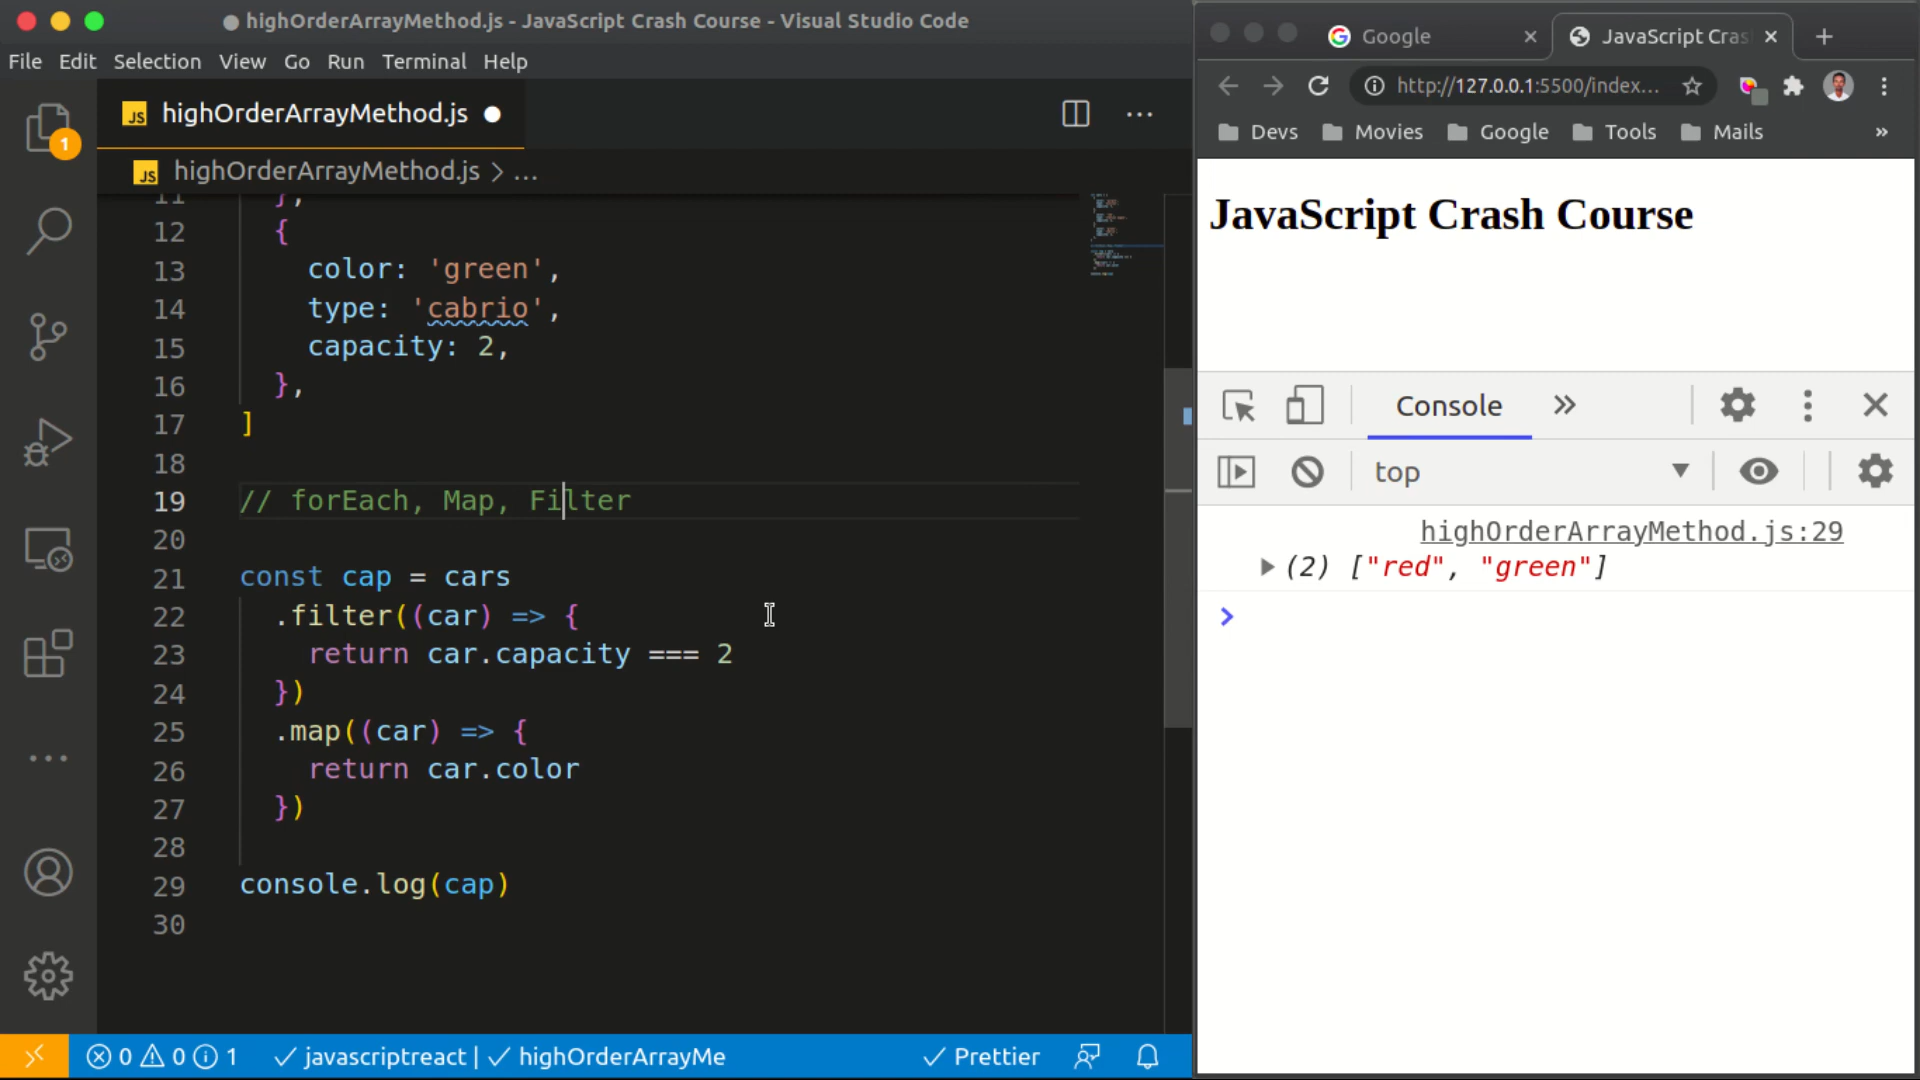 highOrderArrayMethod.js - JavaScript Crash Course - Visual Studio Code
File Edit Selection View Go Run Terminal Help
JS highOrderArrayMethod.js
JS highOrderArrayMethod.js > ...
1
11 },
12 {
13 color: 'green',
14 type: 'cabrio',
15 capacity: 2,
16 },
17 ]
18
19 // forEach, Map, Filter
20
21 const cap = cars
22 .filter((car) => {
23 return car.capacity === 2
24 })
25 .map((car) => {
26 return car.color
27 })
28
29 console.log(cap)
30
0 0 1 javascriptreact | highOrderArrayMe Prettier
Google JavaScript Cras
http://127.0.0.1:5500/index...
Devs Movies Google Tools Mails »
JavaScript Crash Course
Console
top
highOrderArrayMethod.js:29
(2) ["red", "green"]